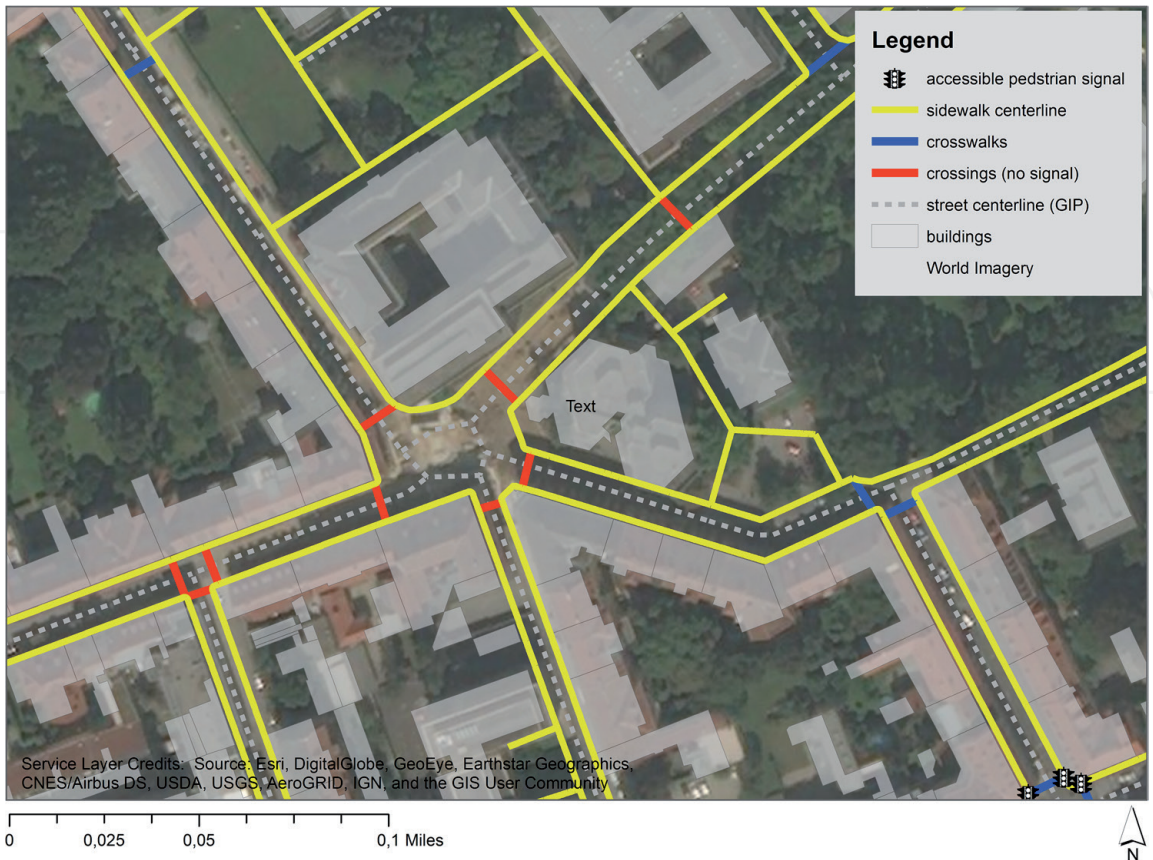 Legend
accessible pedstrian signal
sidewalk centerline
crosswalks
crossings (no signal)
street centerline (GIP)
buildings
World Imagery
Text
Service Layer Credits: Source: Esri, DigitalGlobe, GeoEye, Earthstar Geographics,
CNES/Airbus DS, USDA, USGS, AeroGRID, IGN, and the GIS User Community
0 0,025 0,05 0,1 Miles
N